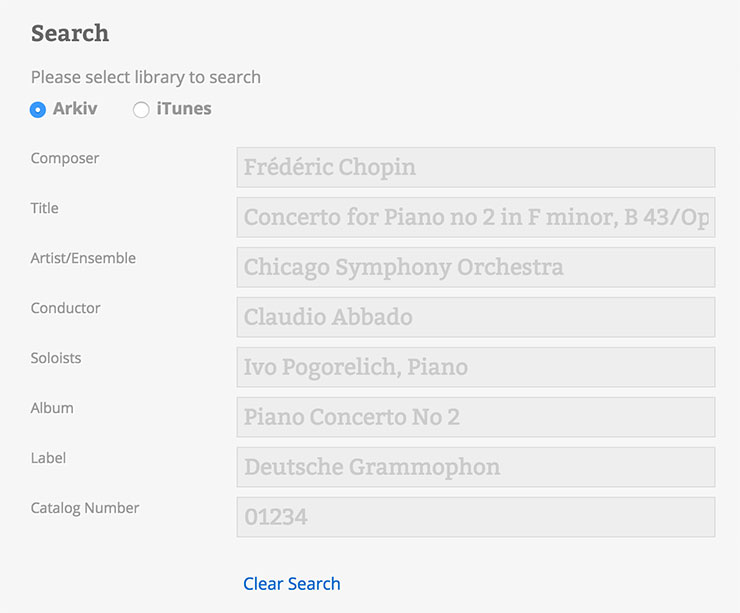 Search
Please select library to search
Arkiv iTunes
Composer Frédéric Chopin
Title Concerto for Piano no 2 in F minor, B 43/Op
Artist/Ensemble Chicago Symphony Orchestra
Conductor Claudio Abbado
Soloists Ivo Pogorelich, Piano
Album Piano Concerto No 2
Label Deutsche Grammophon
Catalog Number 01234
Clear Search